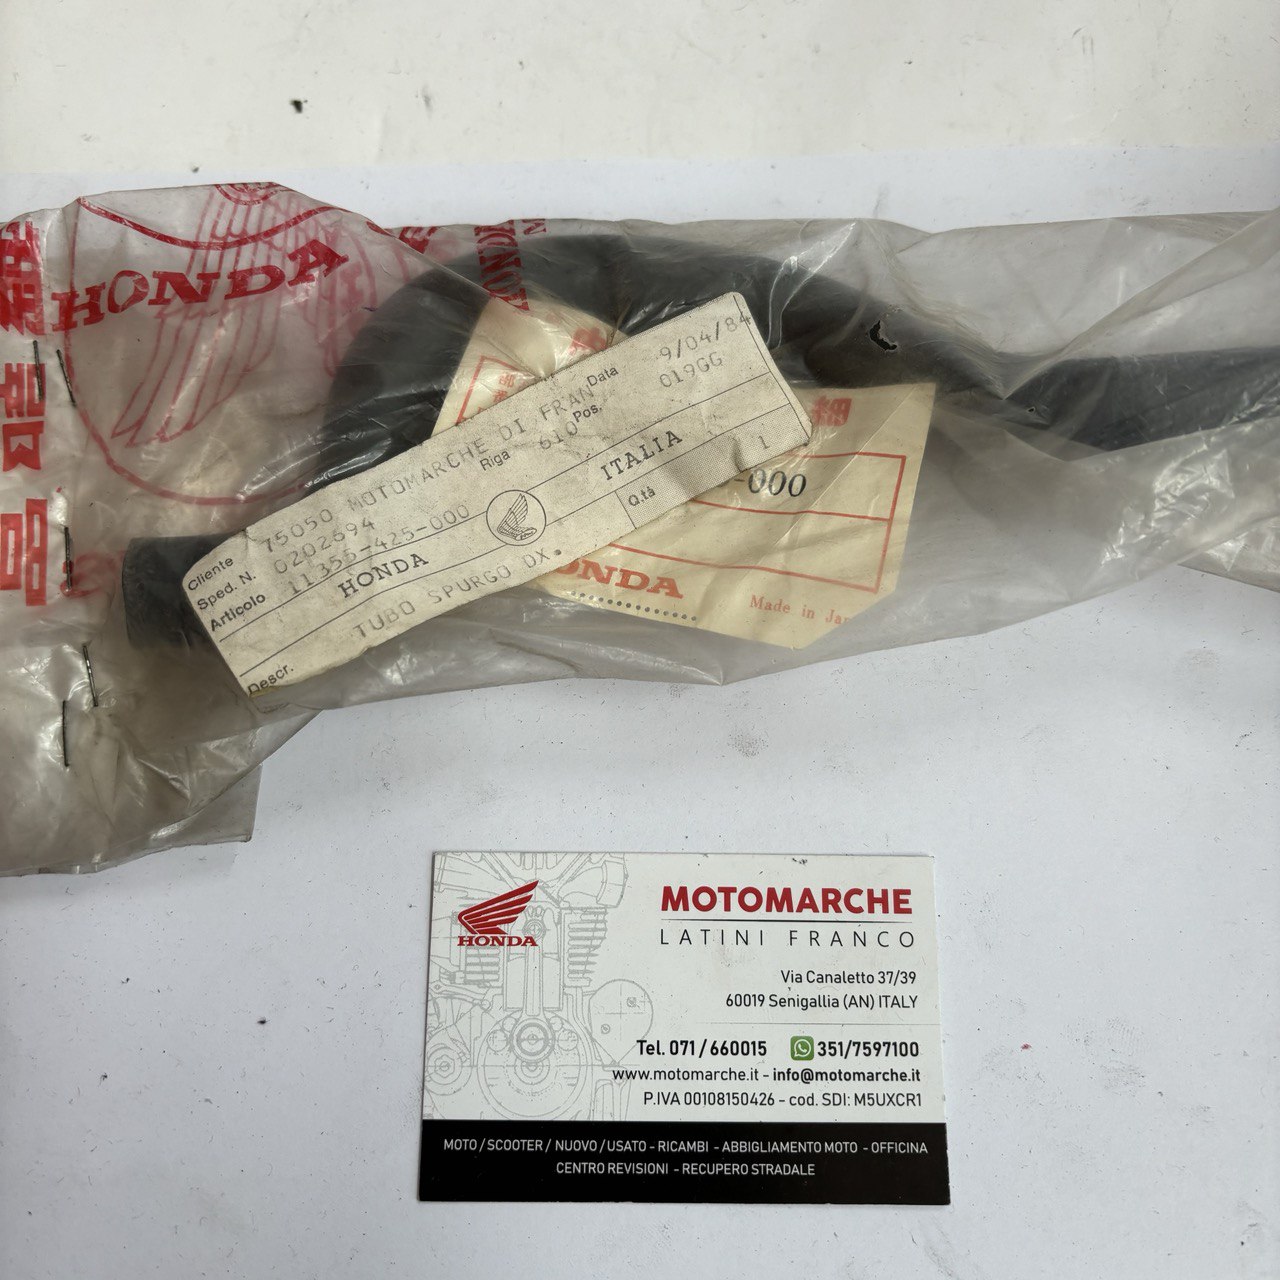 HONDA
HONDA
Cliente 75050 MOTOMARCHE DI FRAN Data 9/04/84
Sped. N. 0202694 Riga 610 Pos. 019GG
Articolo 11355-425-000
HONDA ITALIA
Q.tà 1
Descr. TUBO SPURGO DX.
-000
HONDA
Made in
HONDA
MOTOMARCHE
LATINI FRANCO
Via Canaletto 37/39
60019 Senigallia (AN) ITALY
Tel. 071 / 660015 351/7597100
www.motomarche.it - info@motomarche.it
P.IVA 00108150426 - cod. SDI: M5UXCR1
MOTO / SCOOTER / NUOVO / USATO - RICAMBI - ABBIGLIAMENTO MOTO - OFFICINA
CENTRO REVISIONI - RECUPERO STRADALE